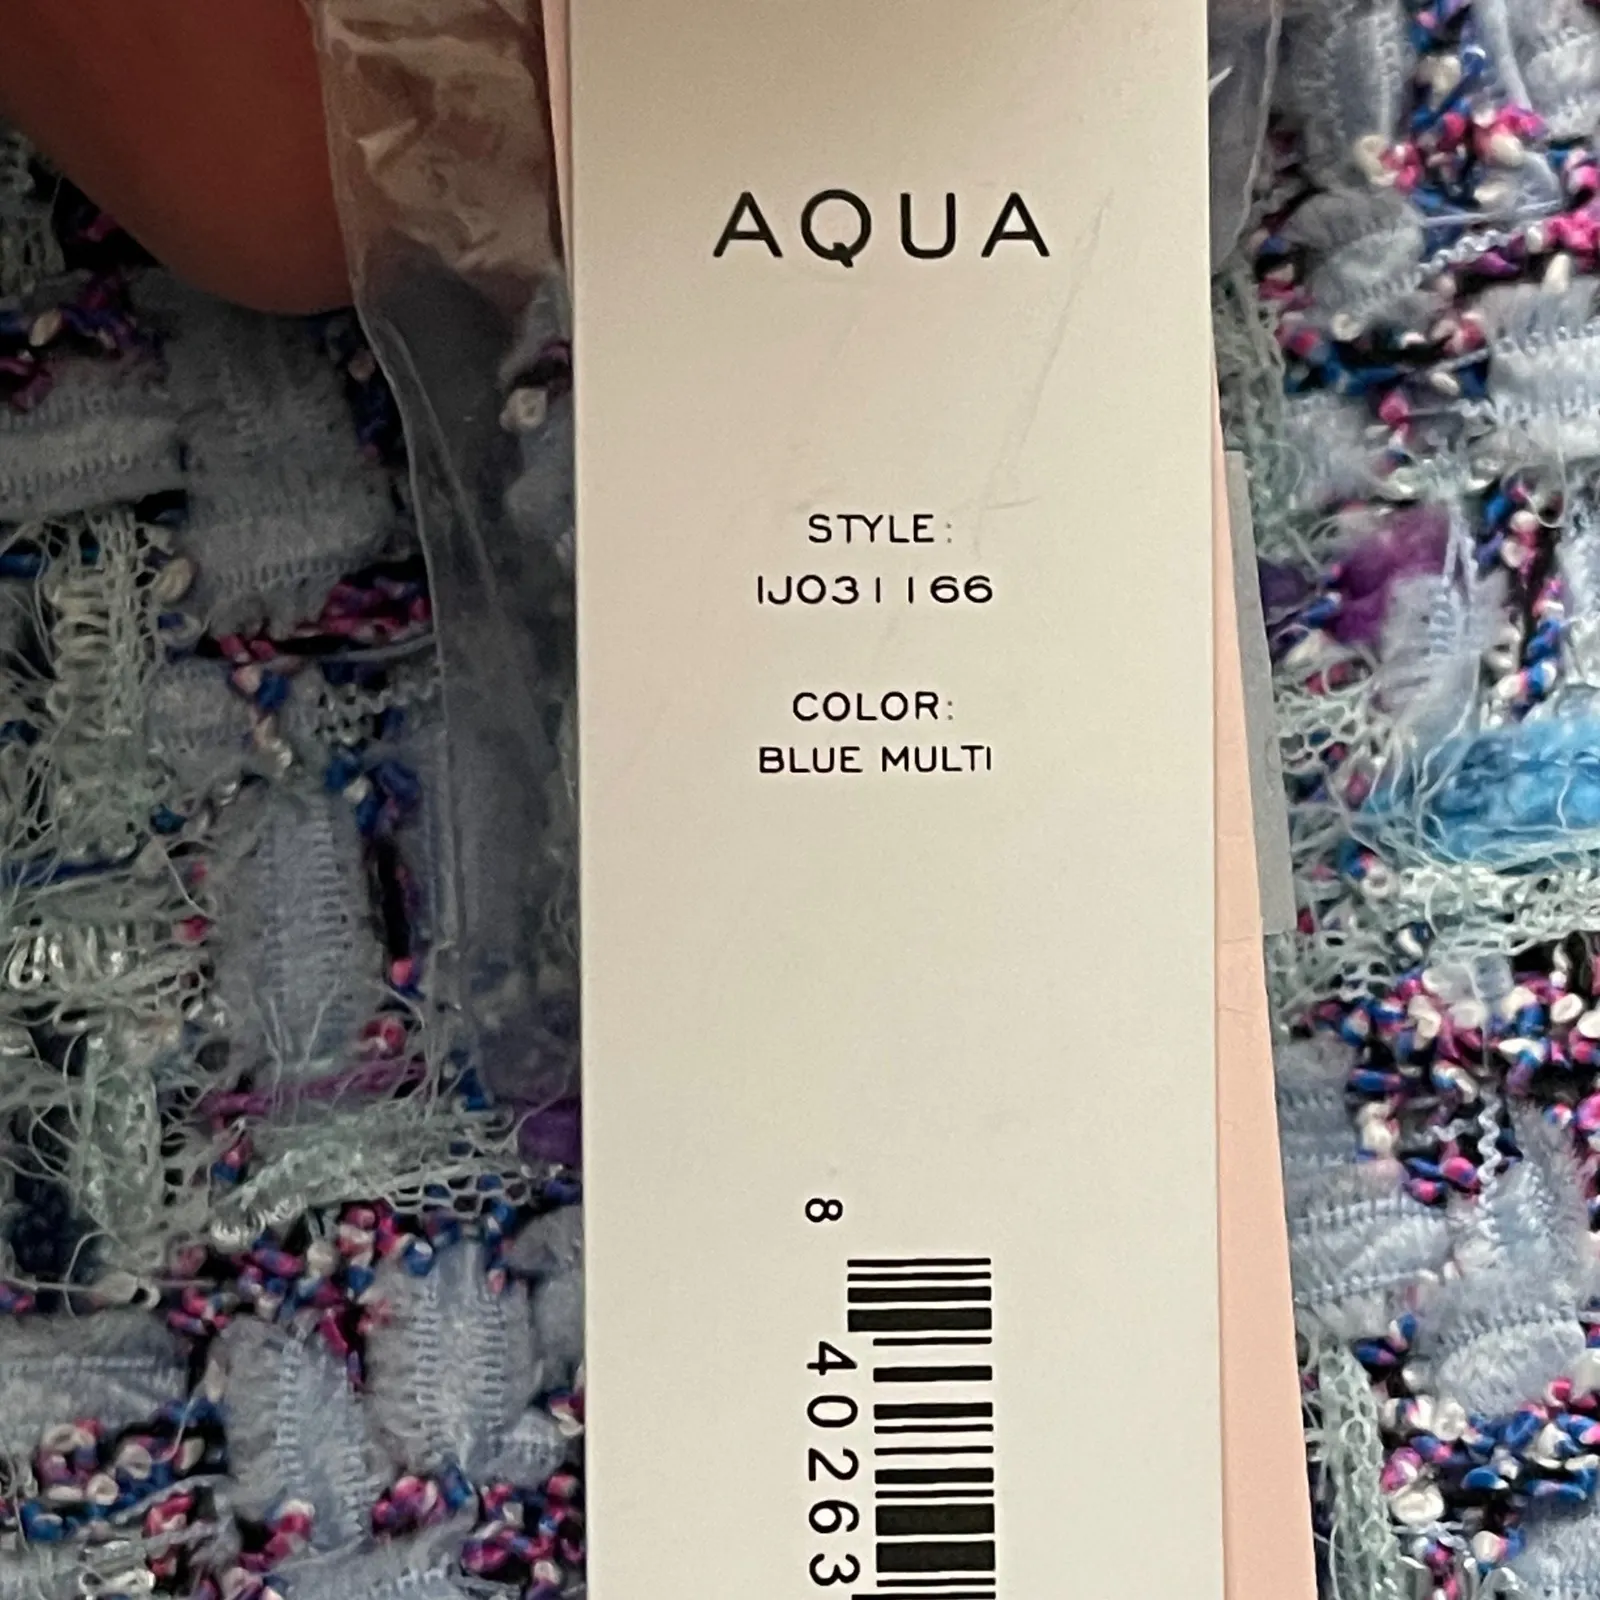 AQUA
STYLE:
IJ031166
COLOR:
BLUE MULTI
8
40263